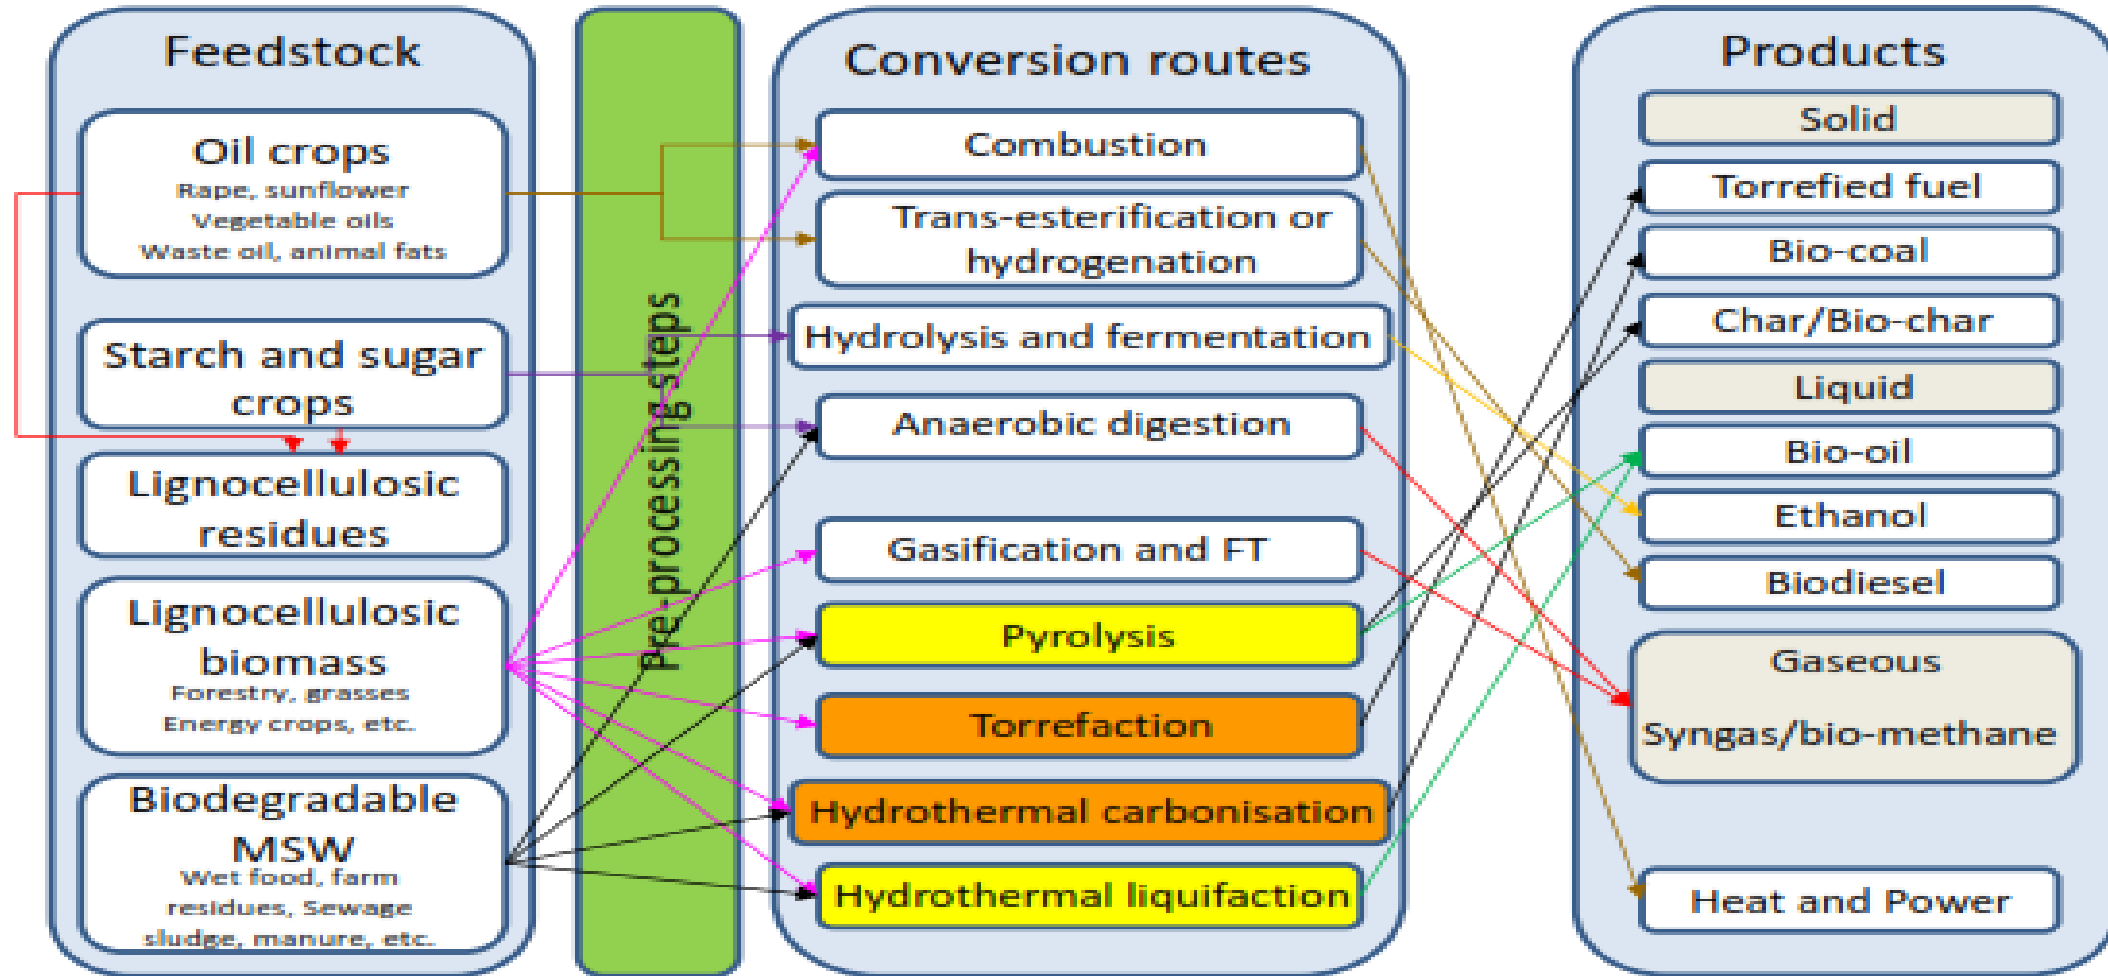 Feedstock
Oil crops
Rape, sunflower
Vegetable oils
Waste oil, animal fats
Starch and sugar
crops
Lignocellulosic
residues
Lignocellulosic
biomass
Forestry, grasses
Energy crops, etc.
Biodegradable
MSW
Wet food, farm
residues, Sewage
sludge, manure, etc.
Pre-processing steps
Conversion routes
Combustion
Trans-esterification or
hydrogenation
Hydrolysis and fermentation
Anaerobic digestion
Gasification and FT
Pyrolysis
Torrefaction
Hydrothermal carbonisation
Hydrothermal liquifaction
Products
Solid
Torrefied fuel
Bio-coal
Char/Bio-char
Liquid
Bio-oil
Ethanol
Biodiesel
Gaseous
Syngas/bio-methane
Heat and Power